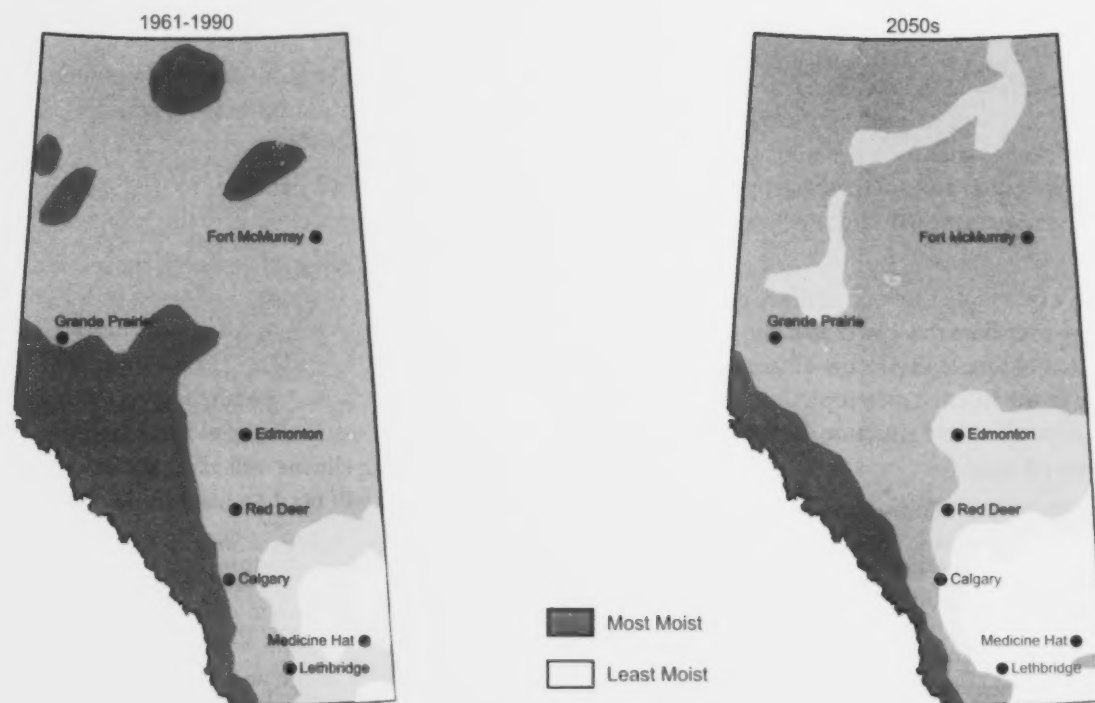 1961-1990
Fort McMurray
Grande Prairie
Edmonton
Red Deer
Calgary
Medicine Hat
Lethbridge
Most Moist
Least Moist
2050s
Fort McMurray
Grande Prairie
Edmonton
Red Deer
Calgary
Medicine Hat
Lethbridge